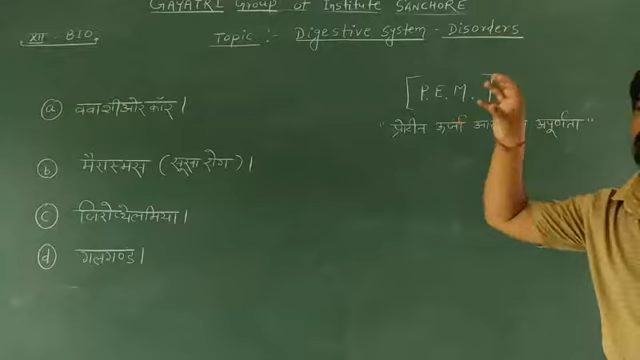 GAYATRI Group of Institute SANCHORE
XII - BIO
Topic :- Digestive system - Disorders
[P. E. M.
(a) क्वाशीओरकॉर।
"प्रोटीन ऊर्जा अपूर्णता"
(b) मैरास्मस (सूखा रोग)।
(c) जिरोप्थैलमिया।
(d) गलगण्ड।